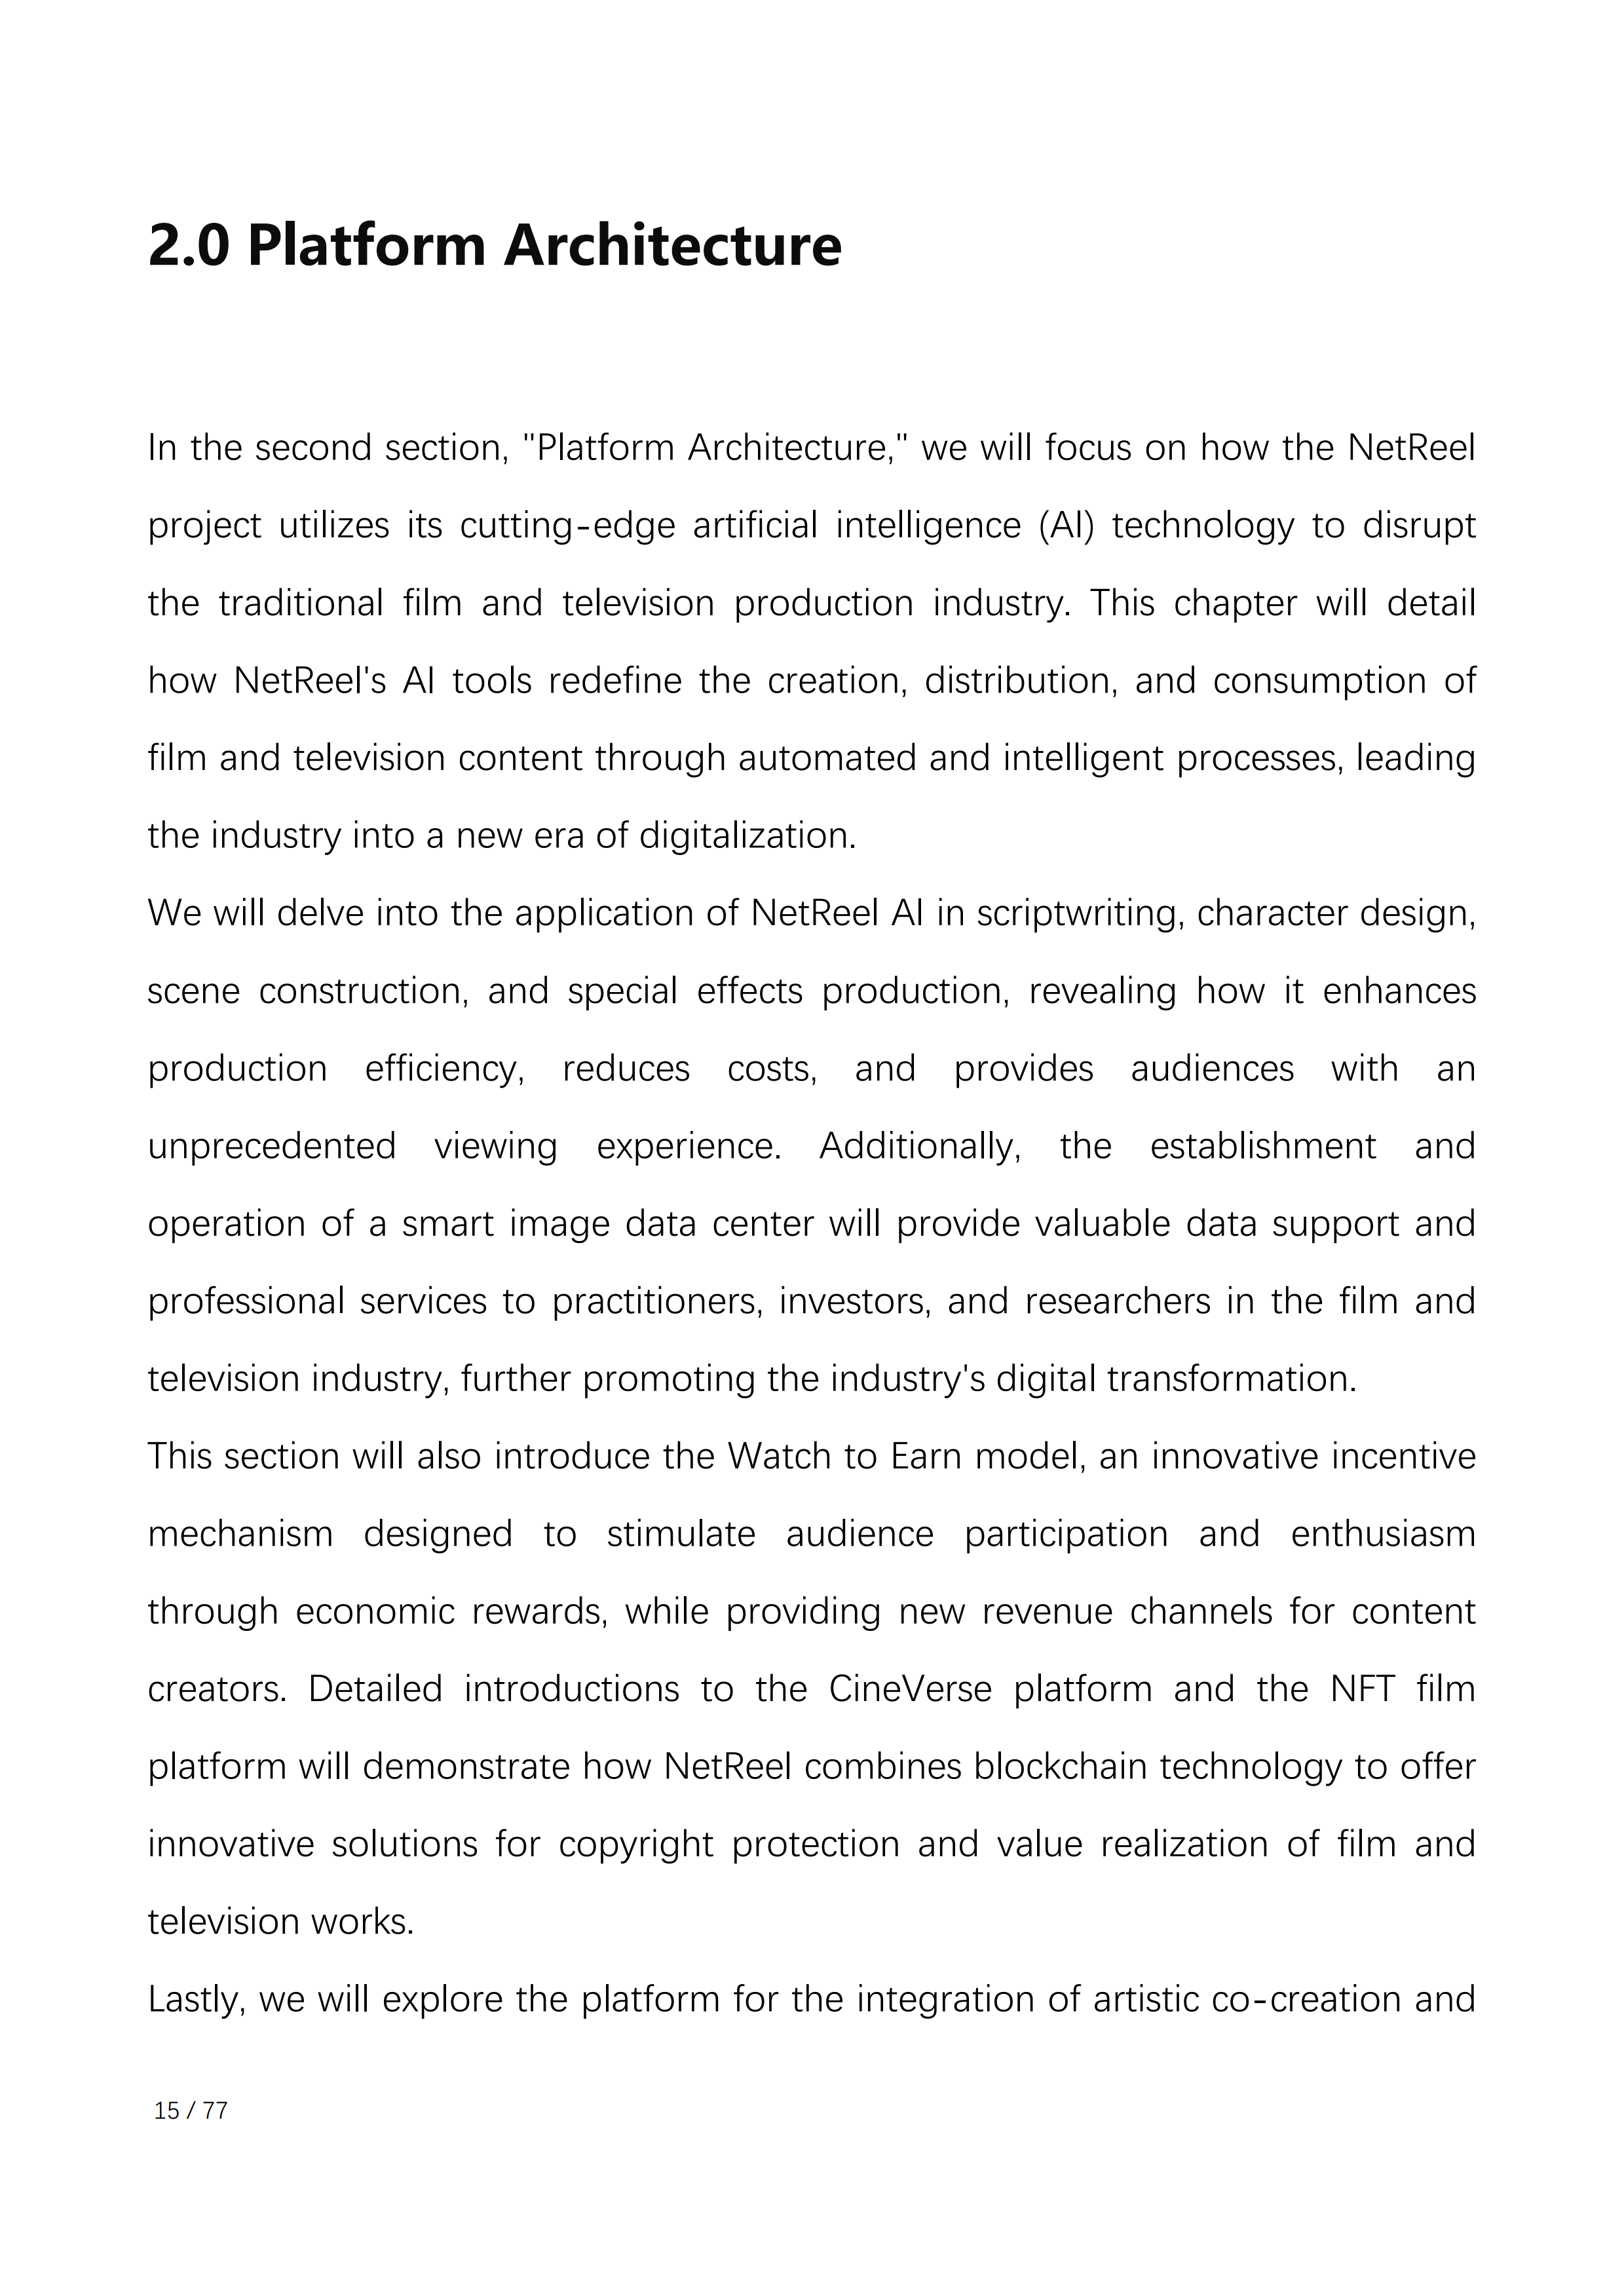 2.0 Platform Architecture
In the second section, "Platform Architecture," we will focus on how the NetReel
project utilizes its cutting-edge artificial intelligence (AI) technology to disrupt
the traditional film and television production industry. This chapter will detail
how NetReel's AI tools redefine the creation, distribution, and consumption of
film and television content through automated and intelligent processes, leading
the industry into a new era of digitalization.
We will delve into the application of NetReel AI in scriptwriting, character design,
scene construction, and special effects production, revealing how it enhances
production efficiency, reduces costs, and provides audiences with an
unprecedented viewing experience. Additionally, the establishment and
operation of a smart image data center will provide valuable data support and
professional services to practitioners, investors, and researchers in the film and
television industry, further promoting the industry's digital transformation.
This section will also introduce the Watch to Earn model, an innovative incentive
mechanism designed to stimulate audience participation and enthusiasm
through economic rewards, while providing new revenue channels for content
creators. Detailed introductions to the CineVerse platform and the NFT film
platform will demonstrate how NetReel combines blockchain technology to offer
innovative solutions for copyright protection and value realization of film and
television works.
Lastly, we will explore the platform for the integration of artistic co-creation and
15 / 77